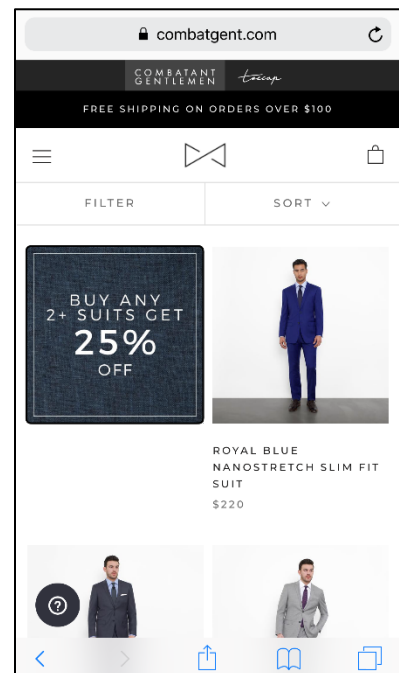 combatgent.com
COMBATANT
GENTLEMEN
FREE SHIPPING ON ORDERS OVER $100
FILTER
SORT
BUY ANY
2+ SUITS GET
25%
OFF
ROYAL BLUE
NANOSTRETCH SLIM FIT
SUIT
$220
?